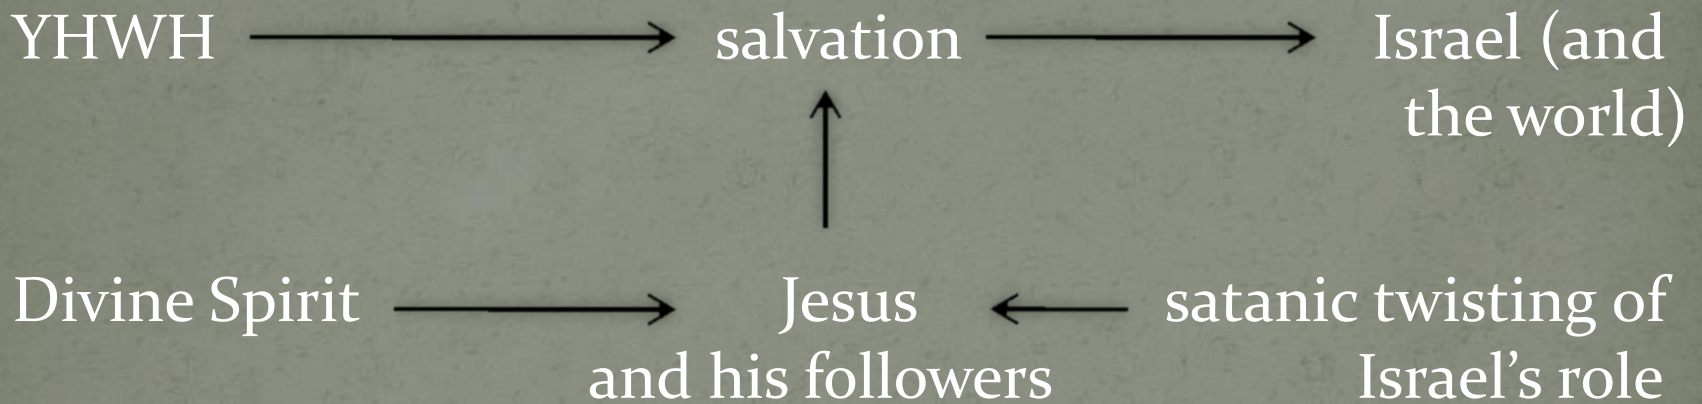 YHWH salvation Israel (and
the world)
Divine Spirit Jesus satanic twisting of
and his followers Israel’s role